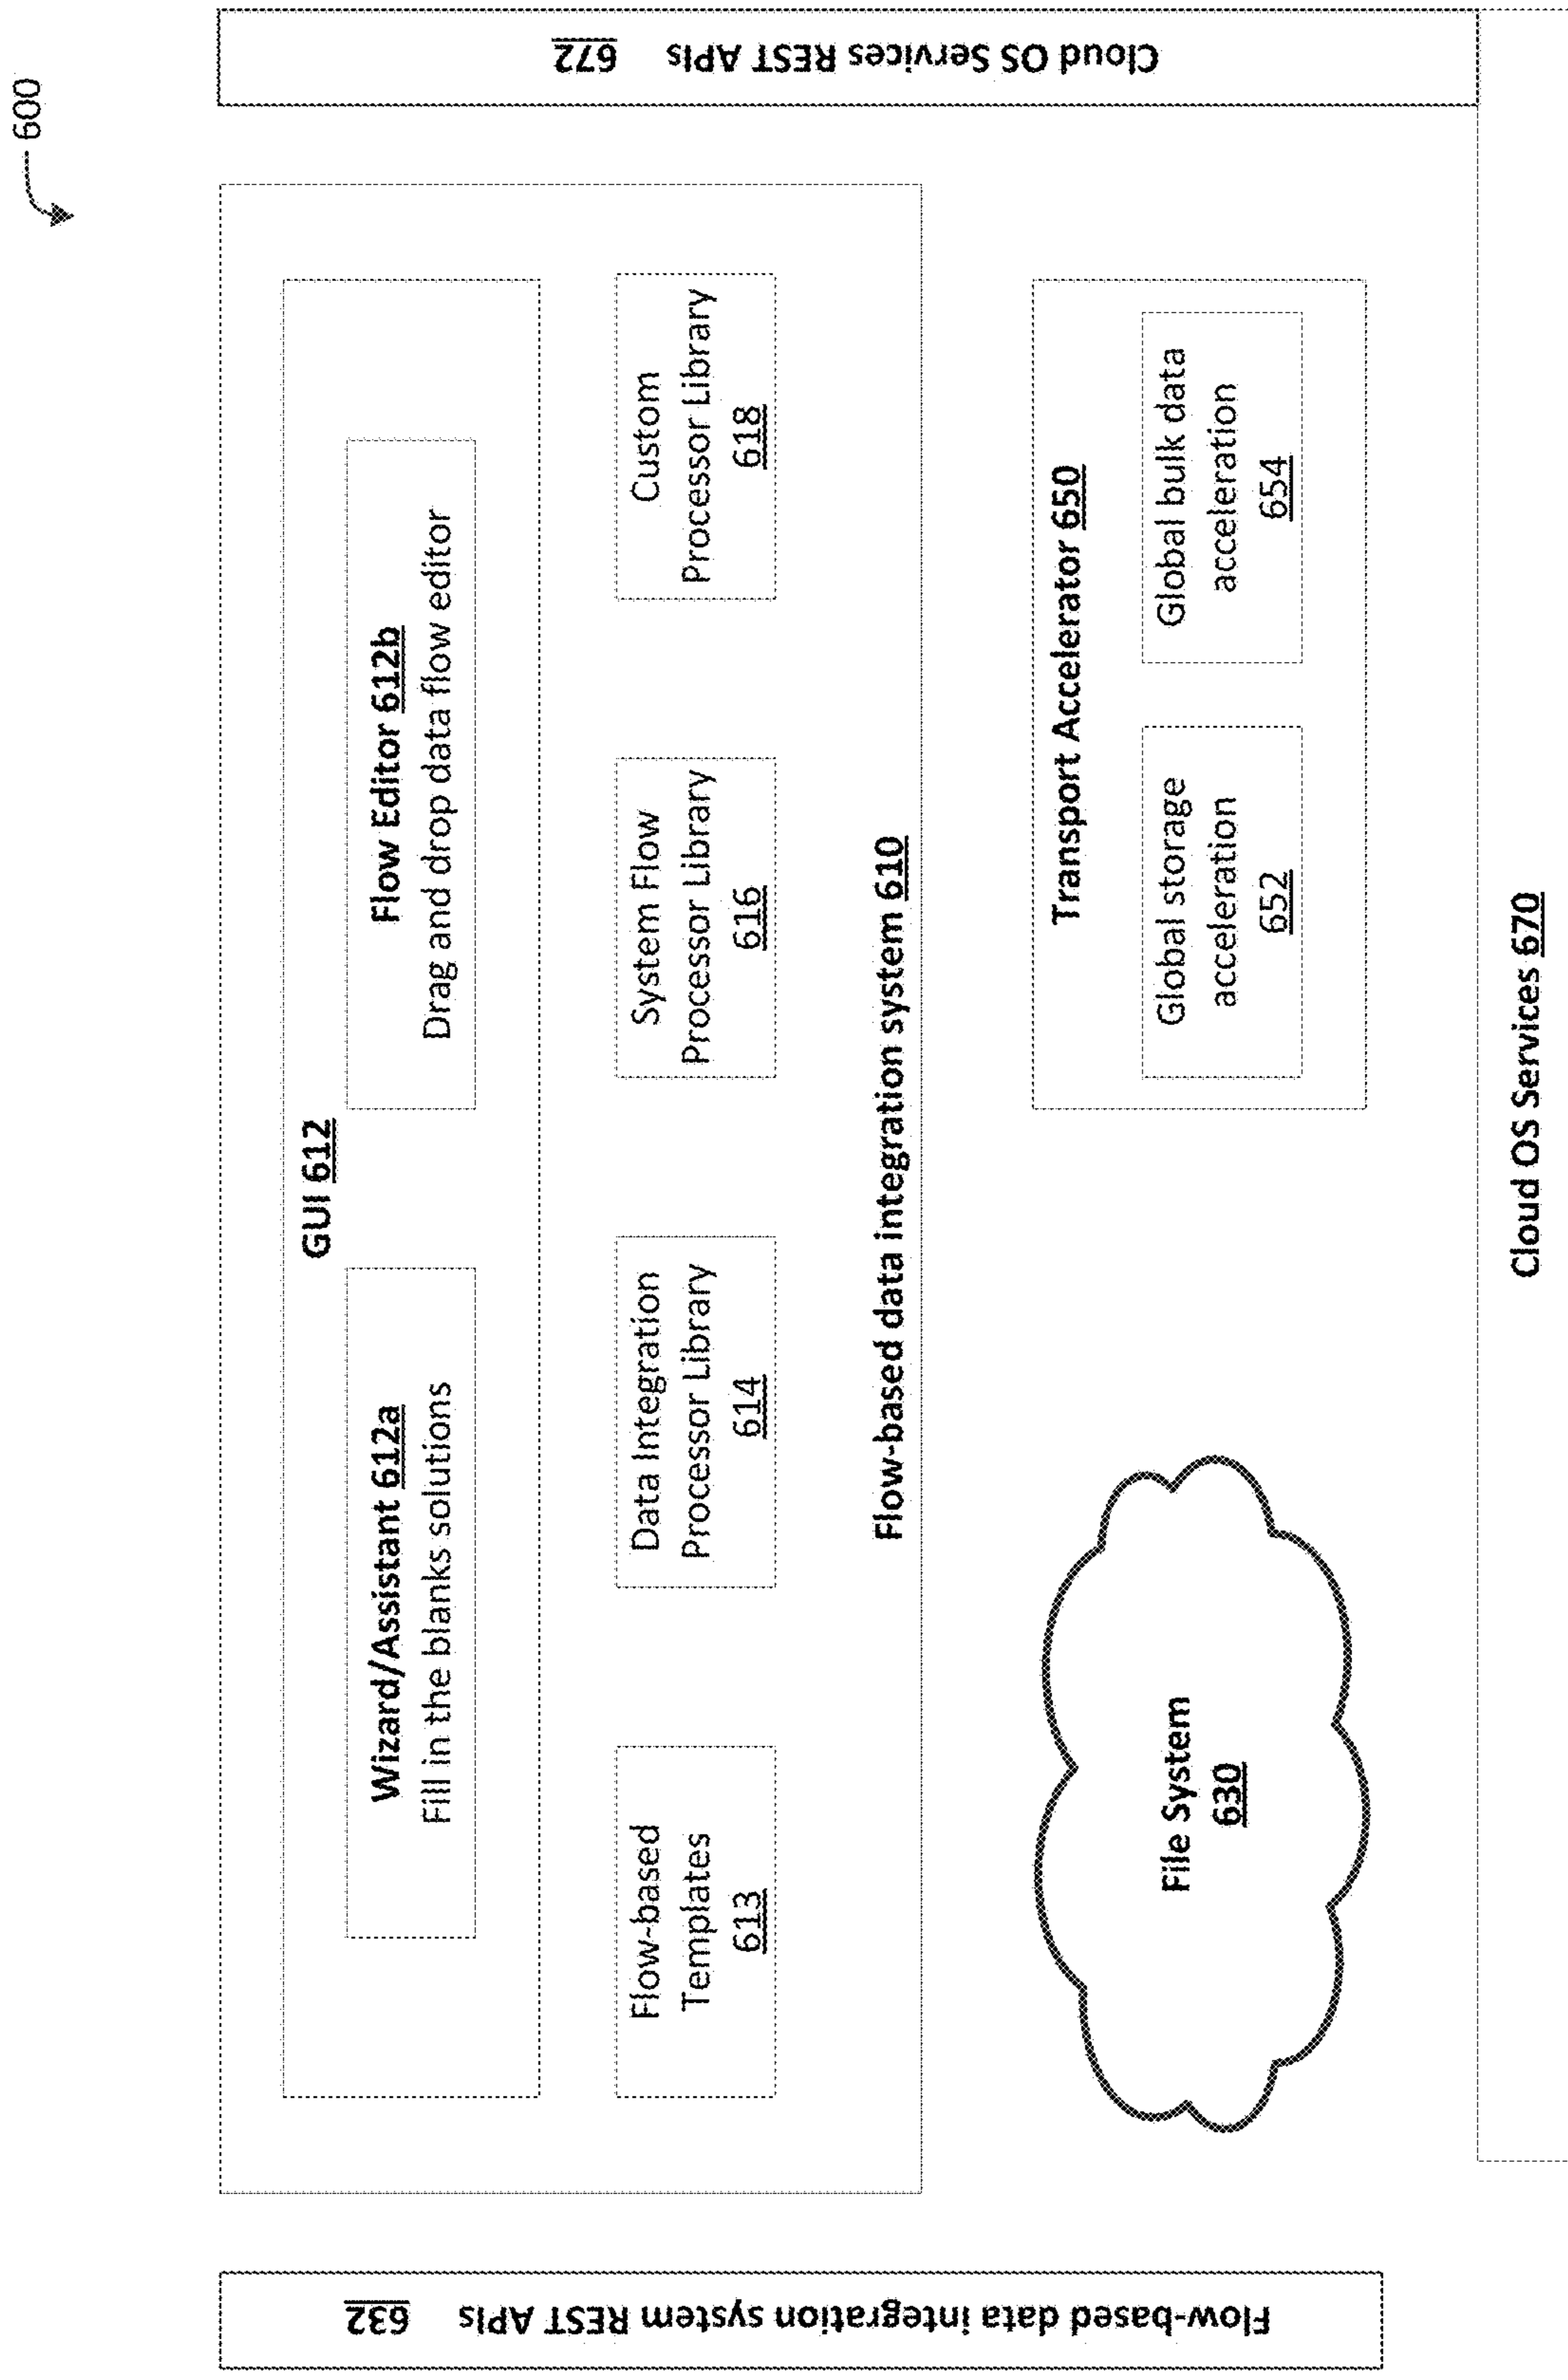 600
GUI 612
Wizard/Assistant 612a
Fill in the blanks solutions
Flow Editor 612b
Drag and drop data flow editor
Flow-based
Templates
613
Data Integration
Processor Library
614
System Flow
Processor Library
616
Custom
Processor Library
618
Flow-based data integration system 610
File System
630
Transport Accelerator 650
Global storage
acceleration
652
Global bulk data
acceleration
654
Cloud OS Services 670
Flow-based data integration system REST APIs 632
Cloud OS Services REST APIs 672